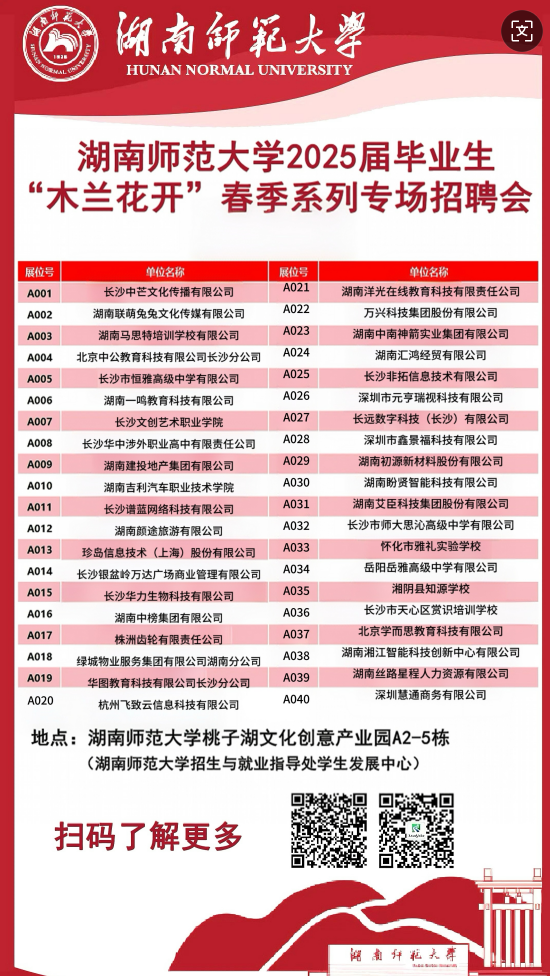 湖南師範大學
HUNAN NORMAL UNIVERSITY
湖南师范大学2025届毕业生
“木兰花开”春季系列专场招聘会
展位号 单位名称 展位号 单位名称
A001 长沙中芒文化传播有限公司 A021 湖南洋光在线教育科技有限责任公司
A002 湖南联萌兔兔文化传媒有限公司 A022 万兴科技集团股份有限公司
A003 湖南马思特培训学校有限公司 A023 湖南中南神箭实业集团有限公司
A004 北京中公教育科技有限公司长沙分公司 A024 湖南汇鸿经贸有限公司
A005 长沙市恒雅高级中学有限公司 A025 长沙非拓信息技术有限公司
A006 湖南一鸣教育科技有限公司 A026 深圳市元亨瑞视科技有限公司
A007 长沙文创艺术职业学院 A027 长远数字科技（长沙）有限公司
A008 长沙华中涉外职业高中有限责任公司 A028 深圳市鑫景福科技有限公司
A009 湖南建投地产集团有限公司 A029 湖南初源新材料股份有限公司
A010 湖南吉利汽车职业技术学院 A030 湖南盼贤智能科技有限公司
A011 长沙谱蓝网络科技有限公司 A031 湖南艾臣科技集团股份有限公司
A012 湖南颜途旅游有限公司 A032 长沙市师大思沁高级中学有限公司
A013 珍岛信息技术（上海）股份有限公司 A033 怀化市雅礼实验学校
A014 长沙银盆岭万达广场商业管理有限公司 A034 岳阳岳雅高级中学有限公司
A015 长沙华力生物科技有限公司 A035 湘阴县知源学校
A016 湖南中榜集团有限公司 A036 长沙市天心区赏识培训学校
A017 株洲齿轮有限责任公司 A037 北京学而思教育科技有限公司
A018 绿城物业服务集团有限公司湖南分公司 A038 湖南湘江智能科技创新中心有限公司
A019 华图教育科技有限公司长沙分公司 A039 湖南丝路星程人力资源有限公司
A020 杭州飞致云信息科技有限公司 A040 深圳慧通商务有限公司
地点：湖南师范大学桃子湖文化创意产业园A2-5栋
（湖南师范大学招生与就业指导处学生发展中心）
扫码了解更多
湖南師範大學